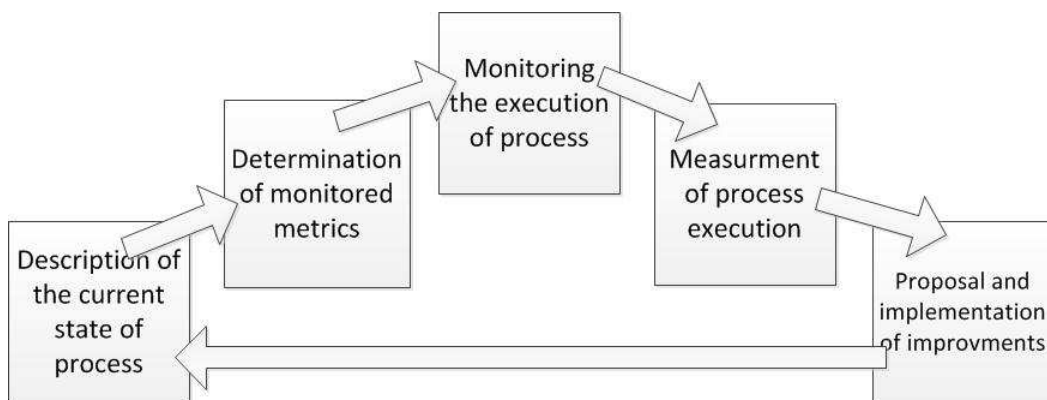 Description of
the current
state of
process
Determination
of monitored
metrics
Monitoring
the execution
of process
Measurment
of process
execution
Proposal and
implementation
of improvments